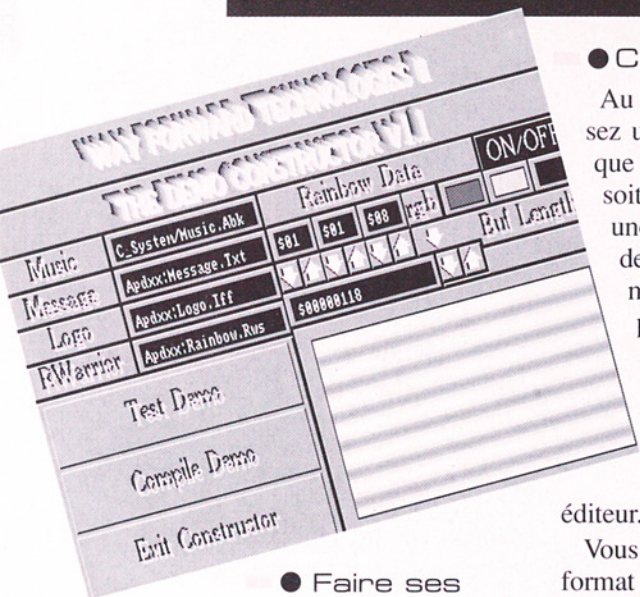 WAY FORWARD TECHNOLOGIES
THE DEMO CONSTRUCTOR V1.1
Music C_System/Music.Abk
Message Apdxx:Message.Txt
Logo Apdxx:Logo.Iff
RWarrior Apdxx:Rainbow.Rws
Rainbow Data
$01 $01 $08 rgb
ON/OFF
Buf Length
$00000118
Test Demo
Compile Demo
Exit Constructor
● Faire ses
● C
Au
sez u
que
soit
une
de
éditeur.
Vous
format